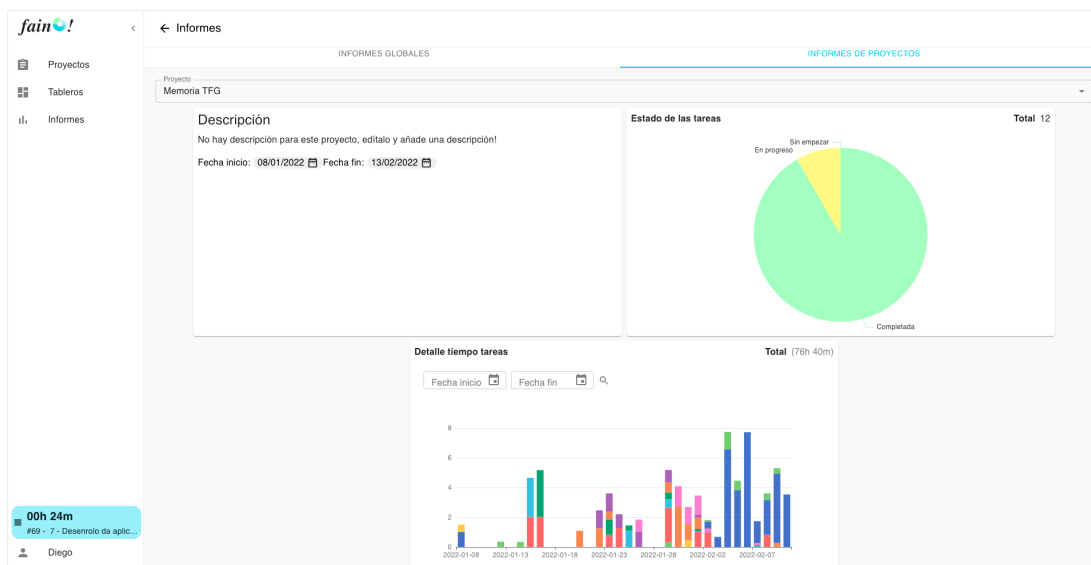 fain!
Informes
INFORMES GLOBALES
INFORMES DE PROYECTOS
Proyectos
Tableros
Informes
Proyecto
Memoria TFG
Descripción
No hay descripción para este proyecto, edítalo y añade una descripción!
Fecha inicio: 08/01/2022 Fecha fin: 13/02/2022
Estado de las tareas Total 12
Sin empezar
En progreso
Completada
Detalle tiempo tareas Total (76h 40m)
Fecha inicio Fecha fin
8
6
4
2
0
2022-01-08 2022-01-13 2022-01-18 2022-01-23 2022-01-28 2022-02-02 2022-02-07
00h 24m
#69 - 7 - Desenrolo da aplic...
Diego